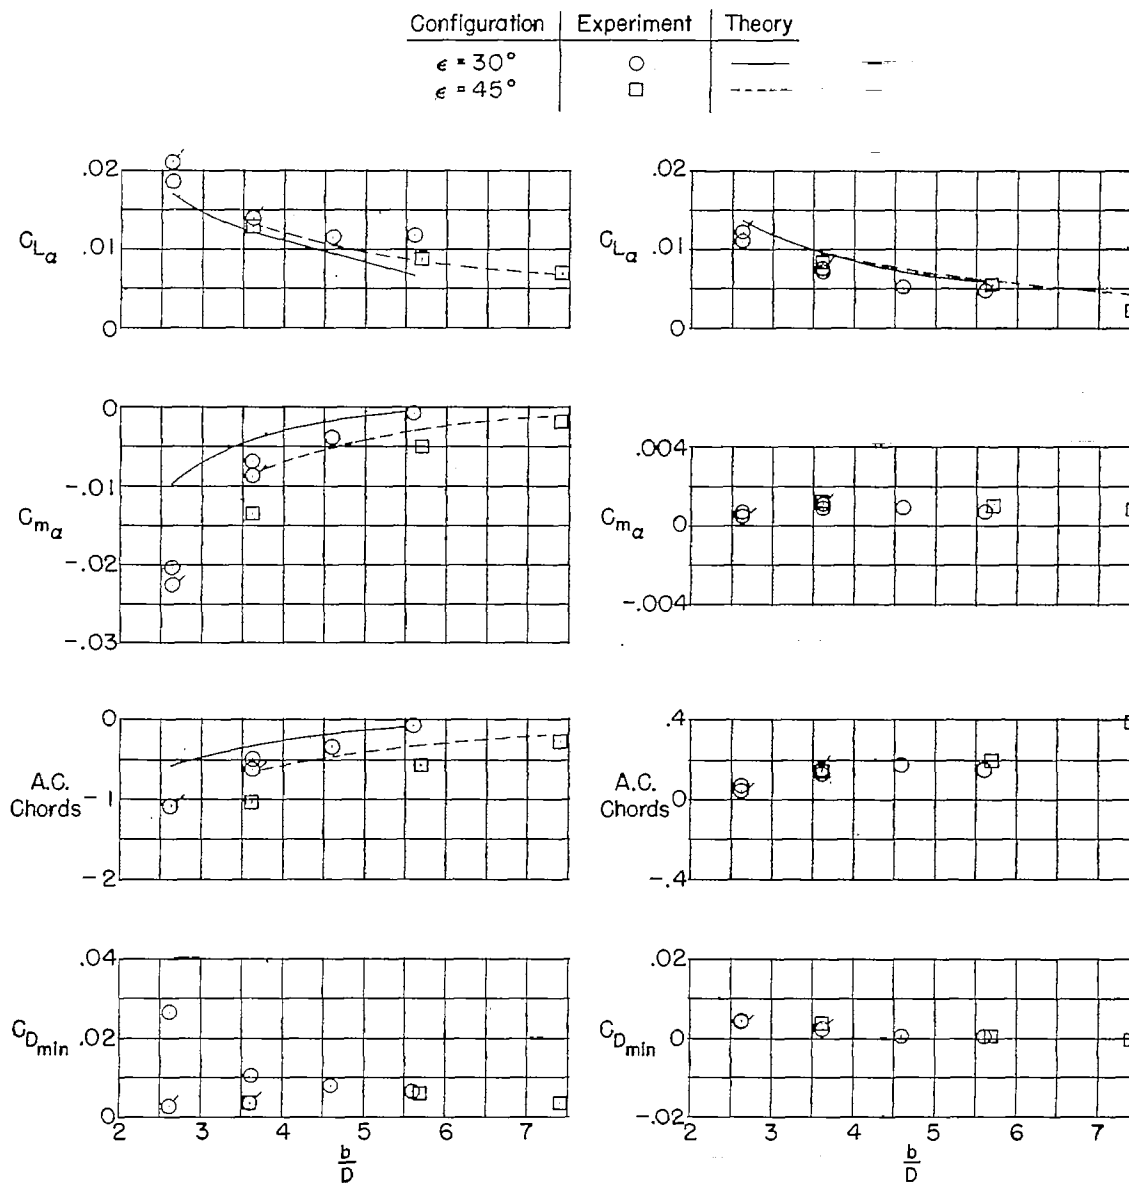 Configuration Experiment Theory
ϵ = 30°
ϵ = 45°
.02
C_Lα .01
0
.02
C_Lα .01
0
0
-.01
C_mα
-.02
-.03
.004
C_mα 0
-.004
0
A.C. Chords -1
-2
.4
A.C. Chords 0
-.4
.04
C_Dmin .02
0
2 3 4 5 6 7
b/D
.02
C_Dmin 0
-.02
2 3 4 5 6 7
b/D